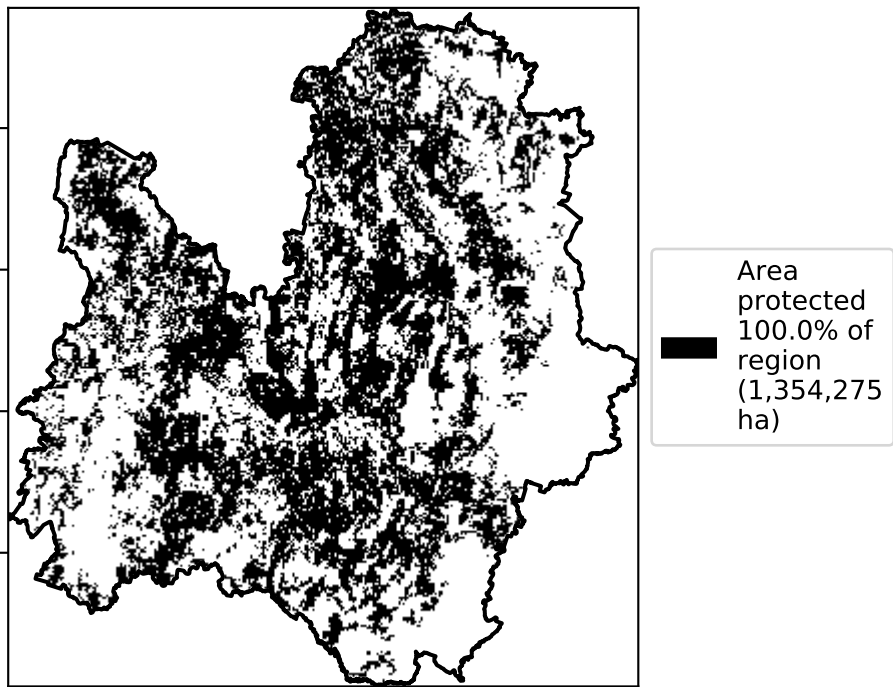 Area
protected
100.0% of
region
(1,354,275
ha)